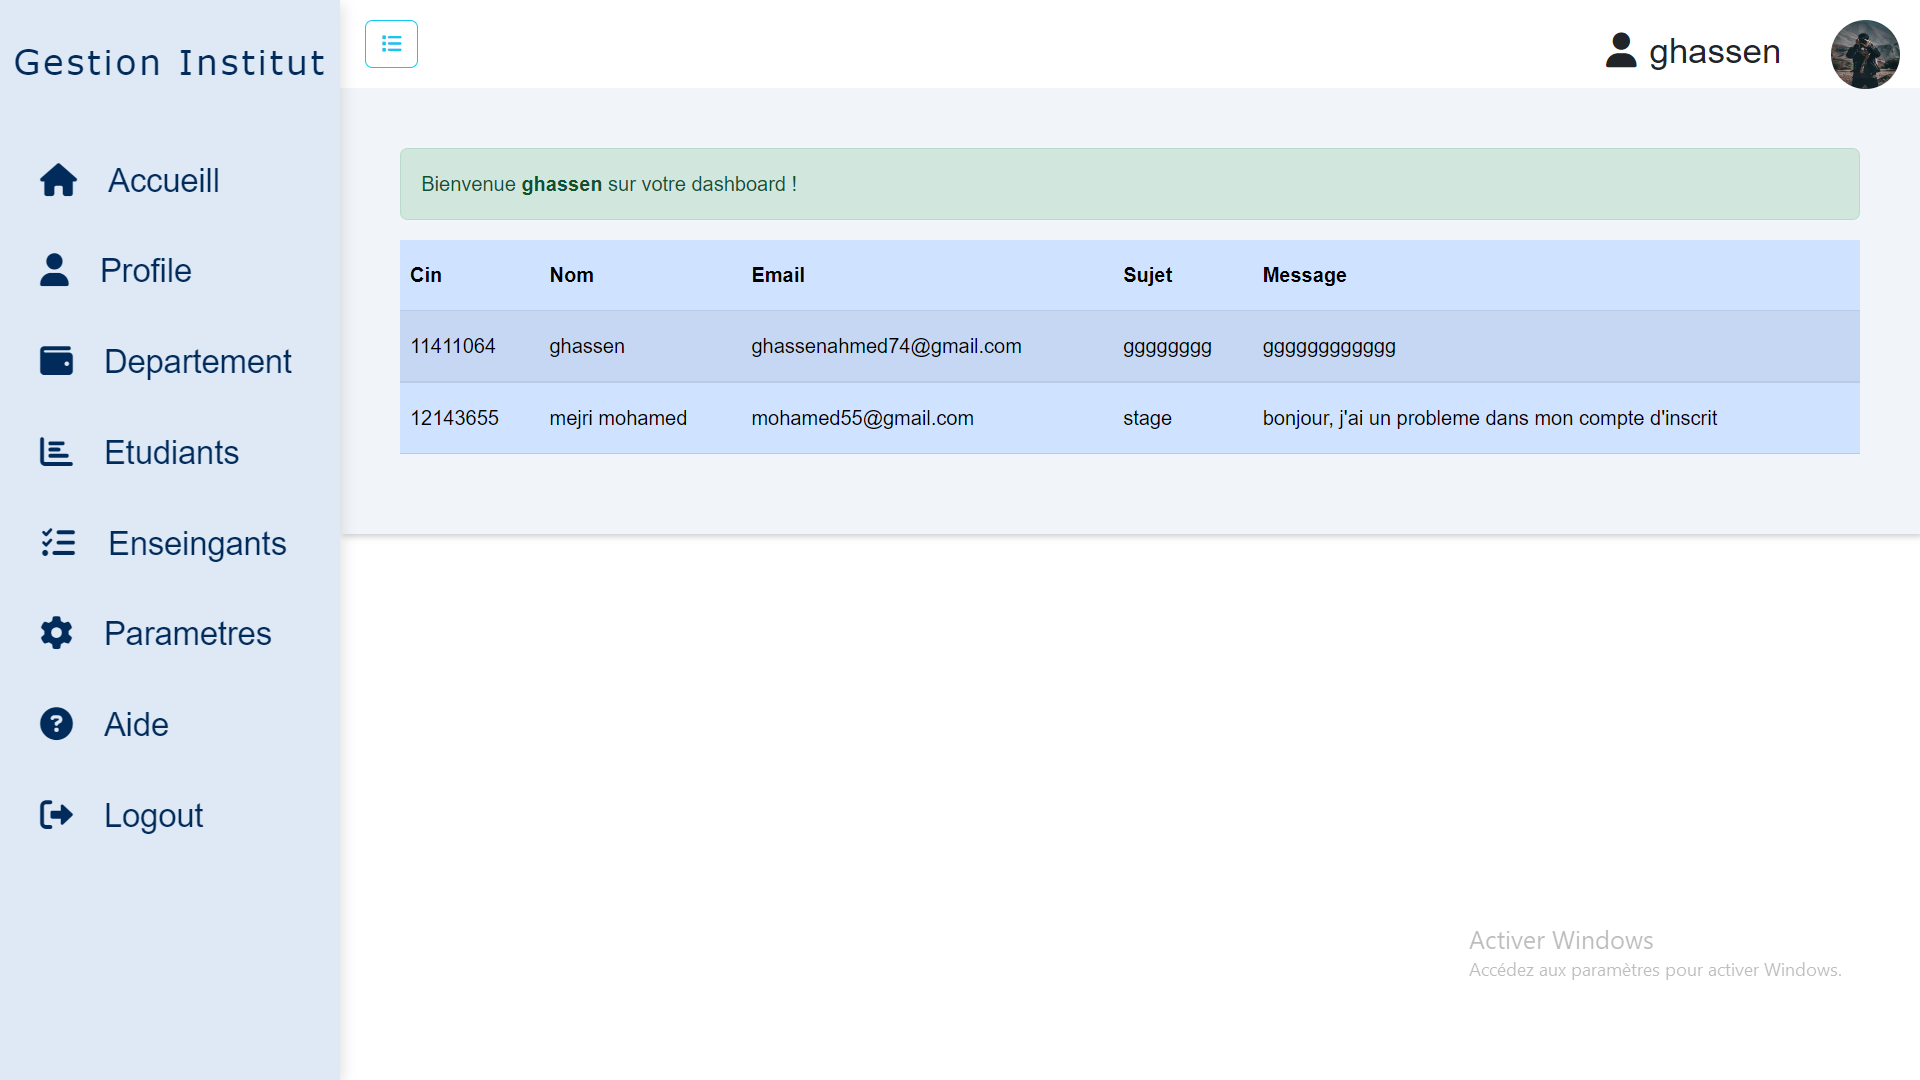 Gestion Institut
ghassen
Accueill
Profile
Departement
Etudiants
Enseingants
Parametres
Aide
Logout
Bienvenue ghassen sur votre dashboard !
Cin Nom Email Sujet Message
11411064 ghassen ghassenahmed74@gmail.com gggggggg gggggggggggg
12143655 mejri mohamed mohamed55@gmail.com stage bonjour, j'ai un probleme dans mon compte d'inscrit
Activer Windows
Accédez aux paramètres pour activer Windows.